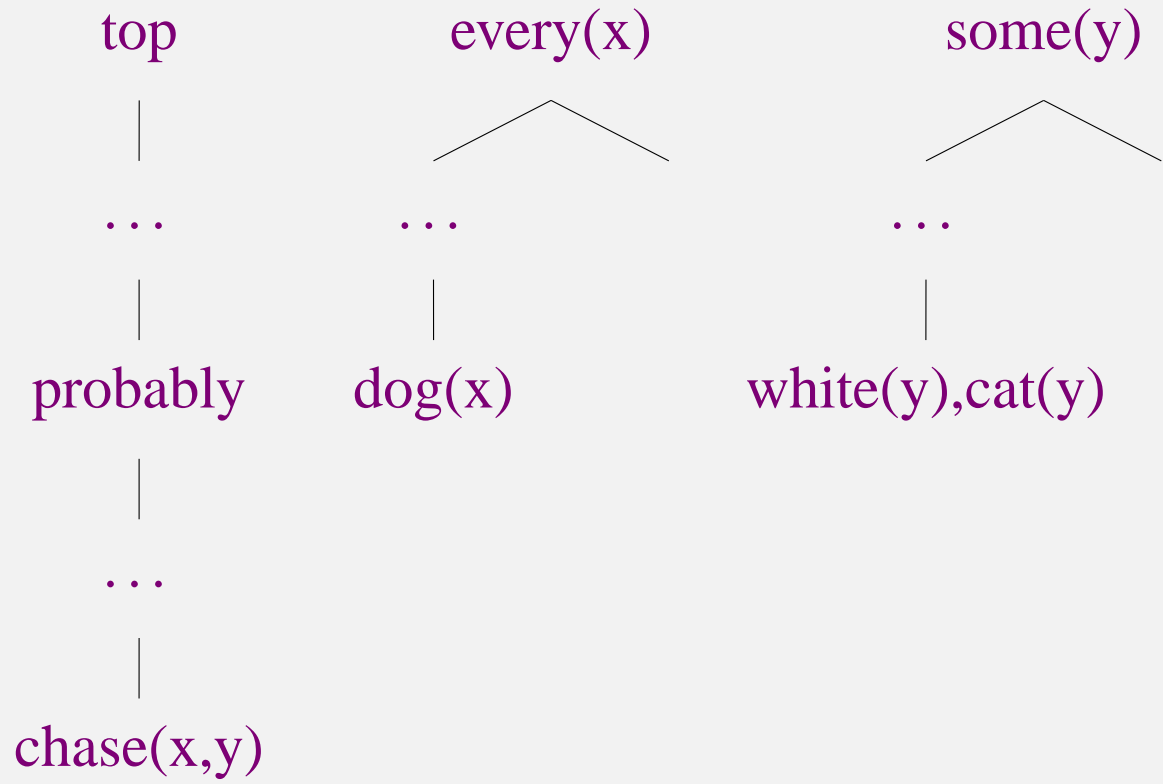 top every(x) some(y)
... ... ...
probably dog(x) white(y),cat(y)
...
chase(x,y)